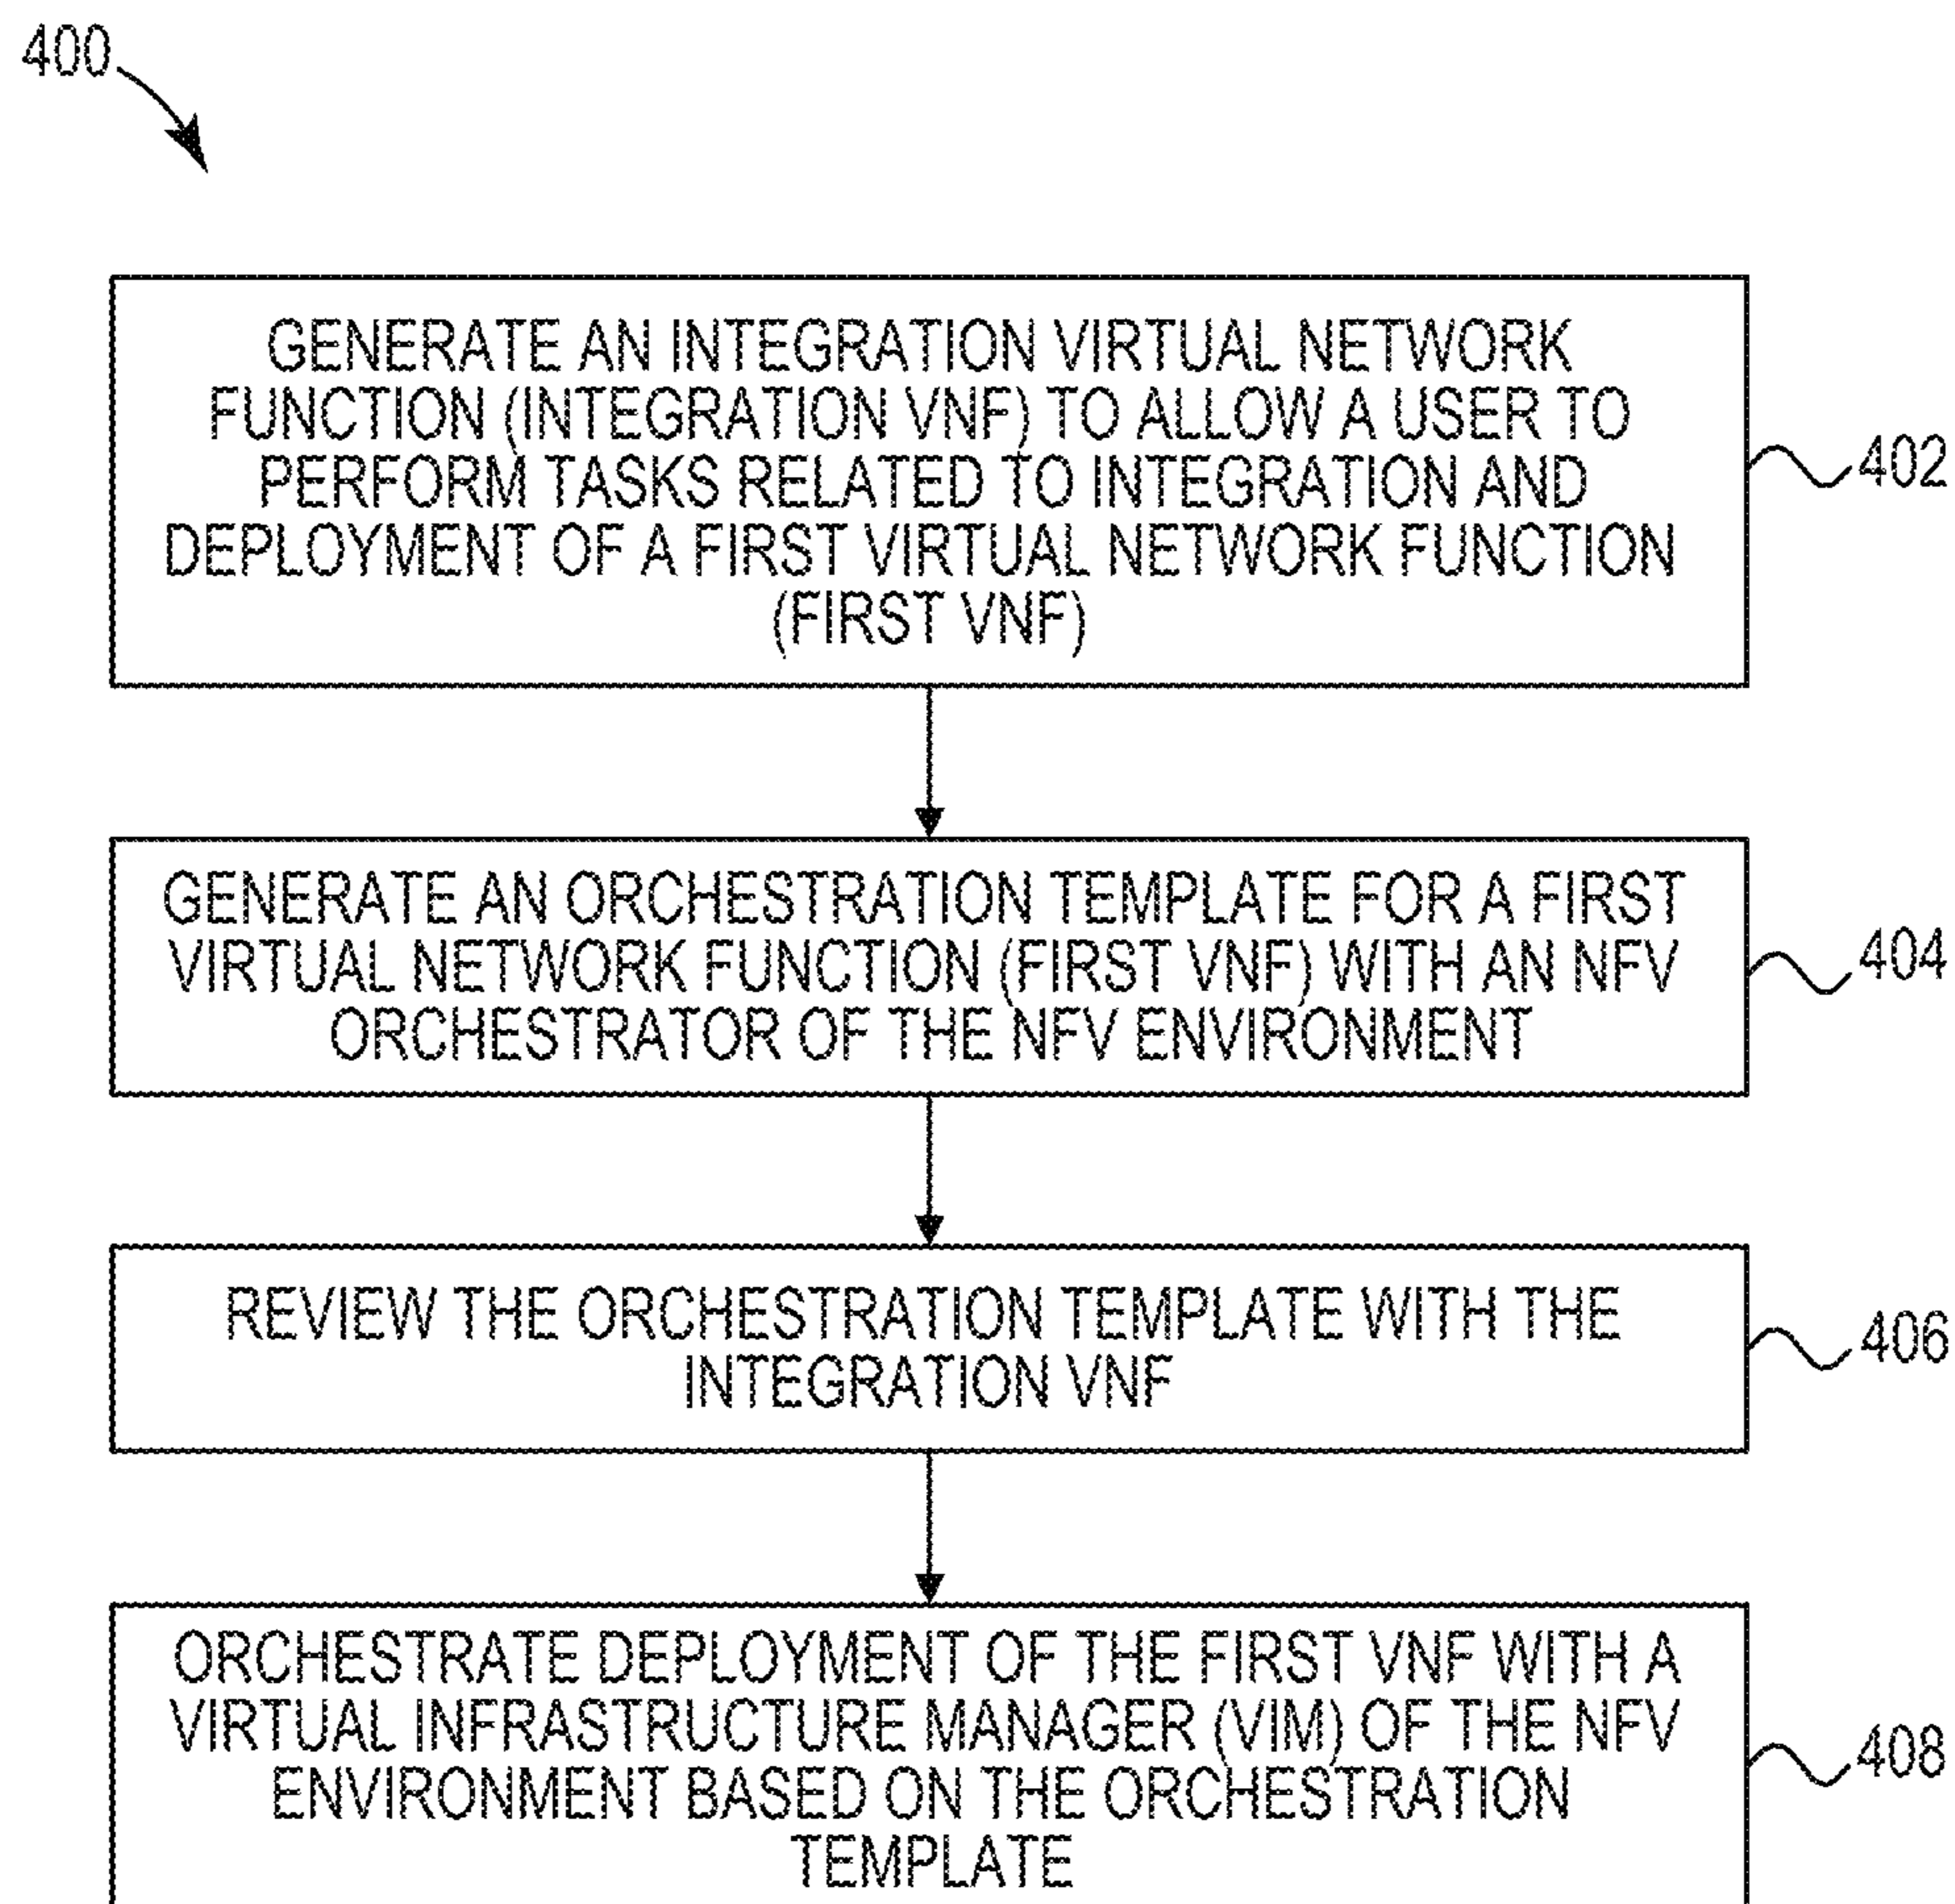 400
GENERATE AN INTEGRATION VIRTUAL NETWORK
FUNCTION (INTEGRATION VNF) TO ALLOW A USER TO
PERFORM TASKS RELATED TO INTEGRATION AND
DEPLOYMENT OF A FIRST VIRTUAL NETWORK FUNCTION
(FIRST VNF)
402
GENERATE AN ORCHESTRATION TEMPLATE FOR A FIRST
VIRTUAL NETWORK FUNCTION (FIRST VNF) WITH AN NFV
ORCHESTRATOR OF THE NFV ENVIRONMENT
404
REVIEW THE ORCHESTRATION TEMPLATE WITH THE
INTEGRATION VNF
406
ORCHESTRATE DEPLOYMENT OF THE FIRST VNF WITH A
VIRTUAL INFRASTRUCTURE MANAGER (VIM) OF THE NFV
ENVIRONMENT BASED ON THE ORCHESTRATION
TEMPLATE
408